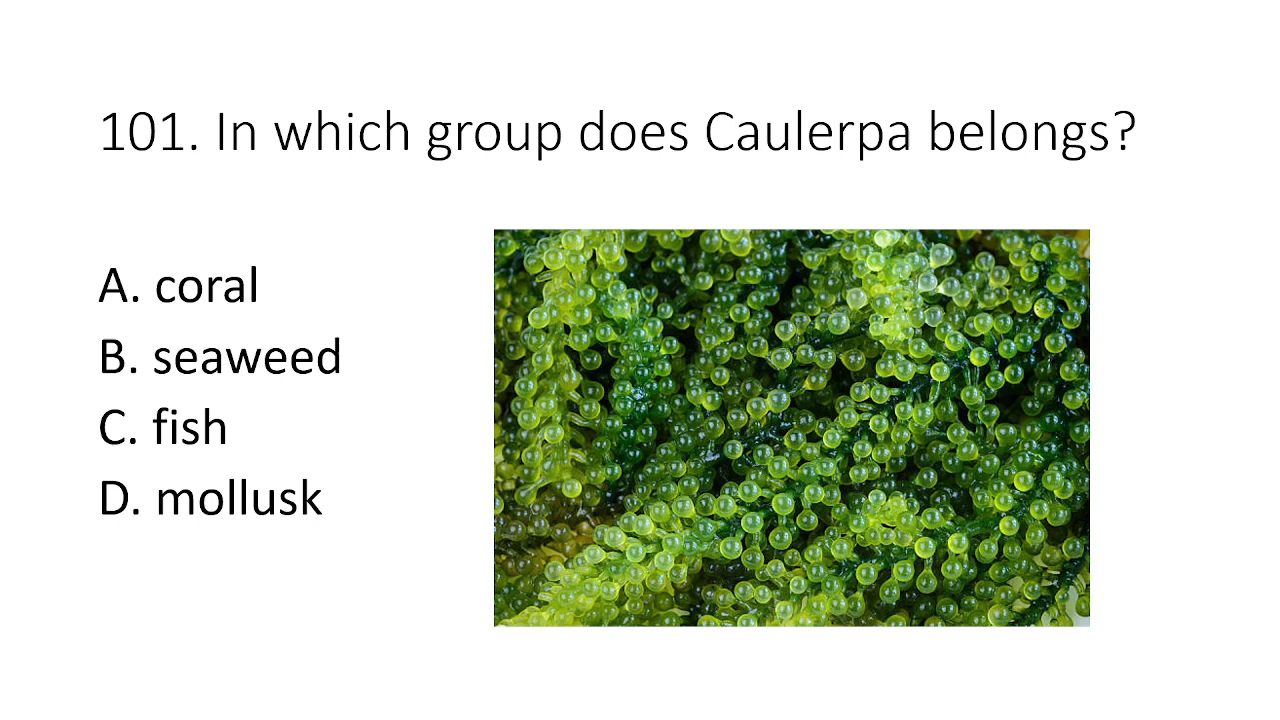 101. In which group does Caulerpa belongs?
A. coral
B. seaweed
C. fish
D. mollusk